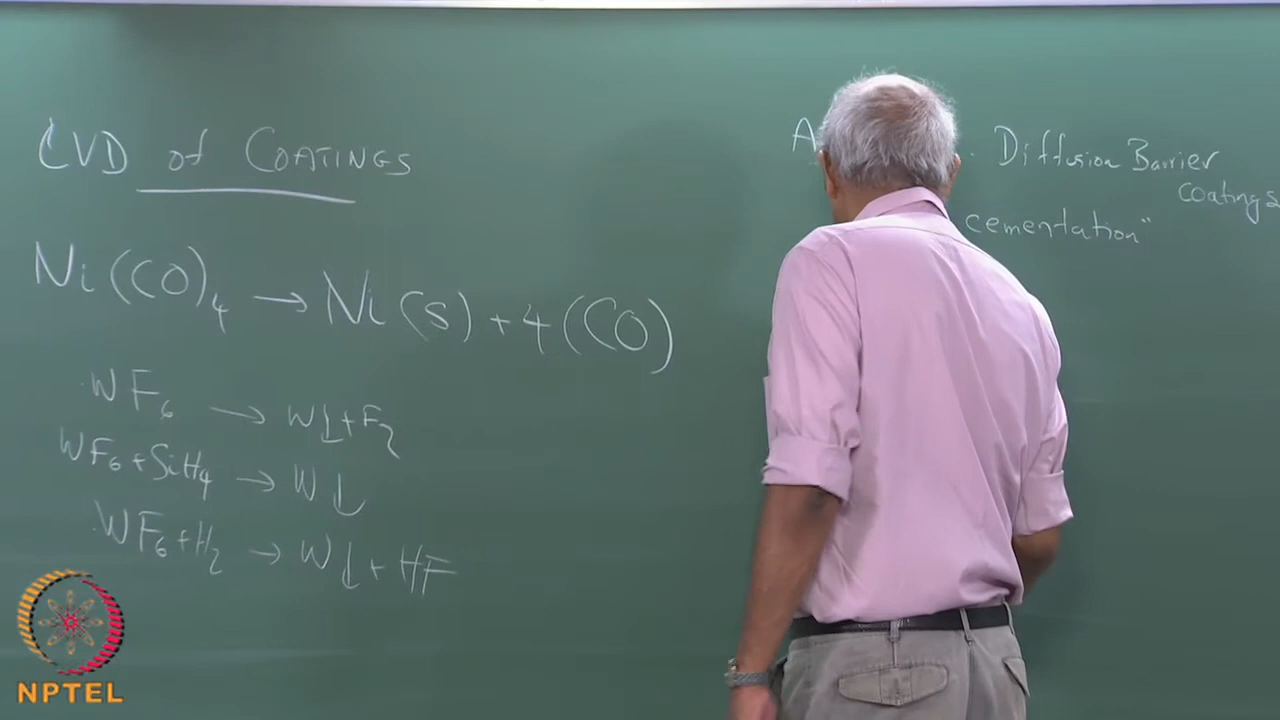 CVD of COATINGS
Ni(CO)₄ → Ni(s) + 4(CO)
WF₆ → W↓ + F₂
WF₆ + SiH₄ → W↓
WF₆ + H₂ → W↓ + HF
Diffusion Barrier
coatings
cementation"
NPTEL